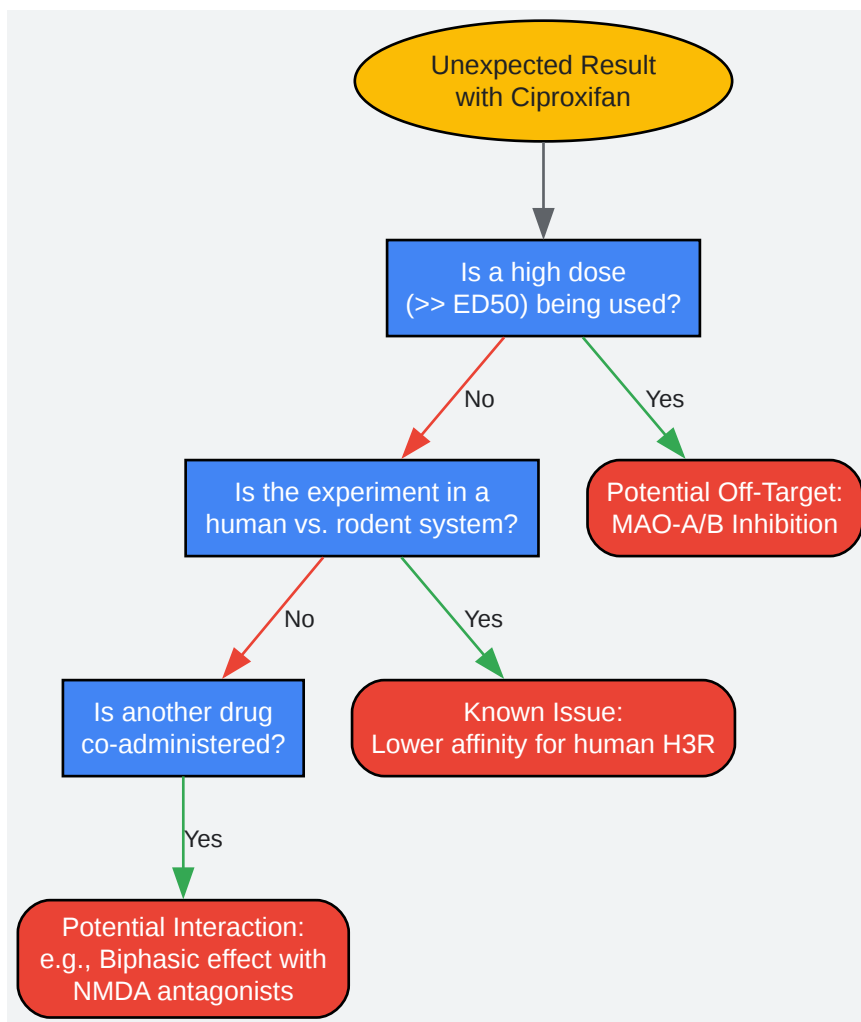 Unexpected Result
with Ciproxifan
Is a high dose
(>> ED50) being used?
No
Yes
Is the experiment in a
human vs. rodent system?
Potential Off-Target:
MAO-A/B Inhibition
No
Yes
Is another drug
co-administered?
Known Issue:
Lower affinity for human H3R
Yes
Potential Interaction:
e.g., Biphasic effect with
NMDA antagonists